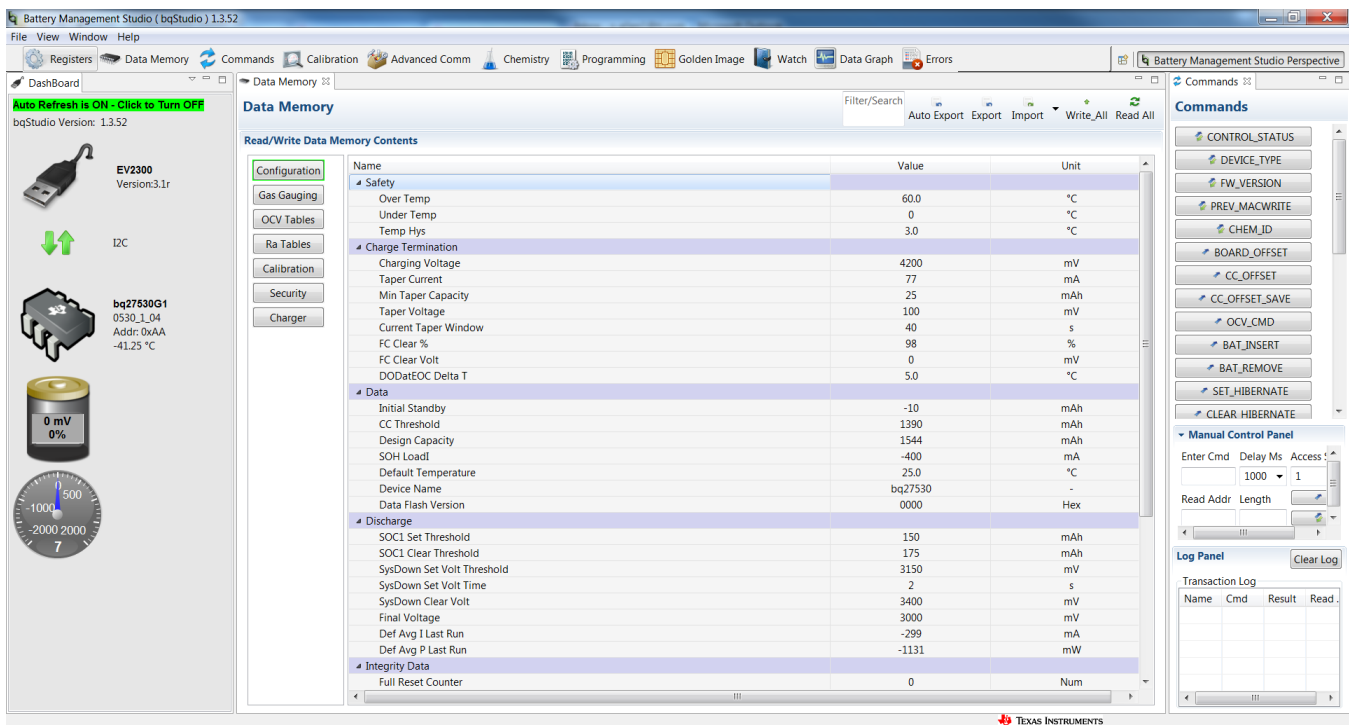 Battery Management Studio ( bqStudio ) 1.3.52
File View Window Help
Registers Data Memory Commands Calibration Advanced Comm Chemistry Programming Golden Image Watch Data Graph Errors Battery Management Studio Perspective
DashBoard
Auto Refresh is ON - Click to Turn OFF
bqStudio Version: 1.3.52
EV2300
Version:3.1r
I2C
bq27530G1
0530_1_04
Addr: 0xAA
-41.25 °C
0 mV
0%
0 500
-1000
-2000 2000
7
Data Memory
Data Memory
Filter/Search
Auto Export Export Import Write_All Read All
Read/Write Data Memory Contents
Configuration
Gas Gauging
OCV Tables
Ra Tables
Calibration
Security
Charger
Name Value Unit
Safety
Over Temp 60.0 °C
Under Temp 0 °C
Temp Hys 3.0 °C
Charge Termination
Charging Voltage 4200 mV
Taper Current 77 mA
Min Taper Capacity 25 mAh
Taper Voltage 100 mV
Current Taper Window 40 s
FC Clear % 98 %
FC Clear Volt 0 mV
DODatEOC Delta T 5.0 °C
Data
Initial Standby -10 mAh
CC Threshold 1390 mAh
Design Capacity 1544 mAh
SOH LoadI -400 mA
Default Temperature 25.0 °C
Device Name bq27530 -
Data Flash Version 0000 Hex
Discharge
SOC1 Set Threshold 150 mAh
SOC1 Clear Threshold 175 mAh
SysDown Set Volt Threshold 3150 mV
SysDown Set Volt Time 2 s
SysDown Clear Volt 3400 mV
Final Voltage 3000 mV
Def Avg I Last Run -299 mA
Def Avg P Last Run -1131 mW
Integrity Data
Full Reset Counter 0 Num
Commands
Commands
CONTROL_STATUS
DEVICE_TYPE
FW_VERSION
PREV_MACWRITE
CHEM_ID
BOARD_OFFSET
CC_OFFSET
CC_OFFSET_SAVE
OCV_CMD
BAT_INSERT
BAT_REMOVE
SET_HIBERNATE
CLEAR HIBERNATE
Manual Control Panel
Enter Cmd Delay Ms Access
1000 1
Read Addr Length
Log Panel Clear Log
Transaction Log
Name Cmd Result Read
TEXAS INSTRUMENTS